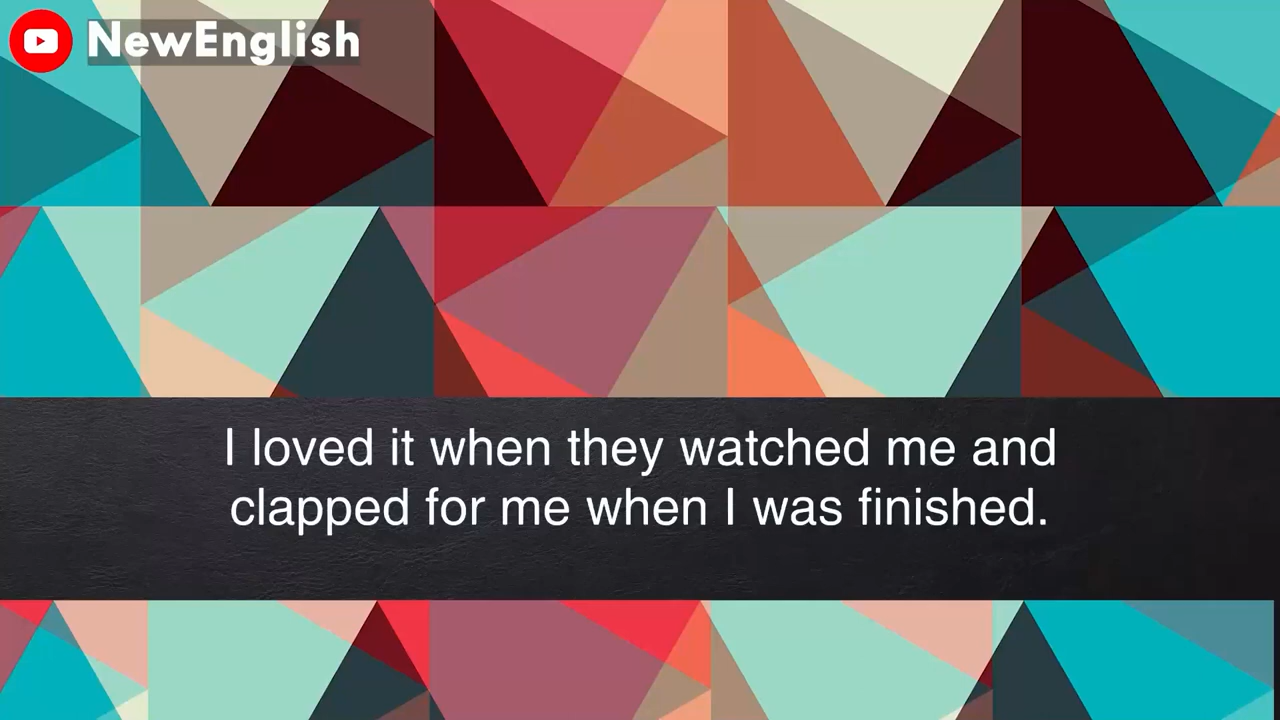 NewEnglish
I loved it when they watched me and
clapped for me when I was finished.